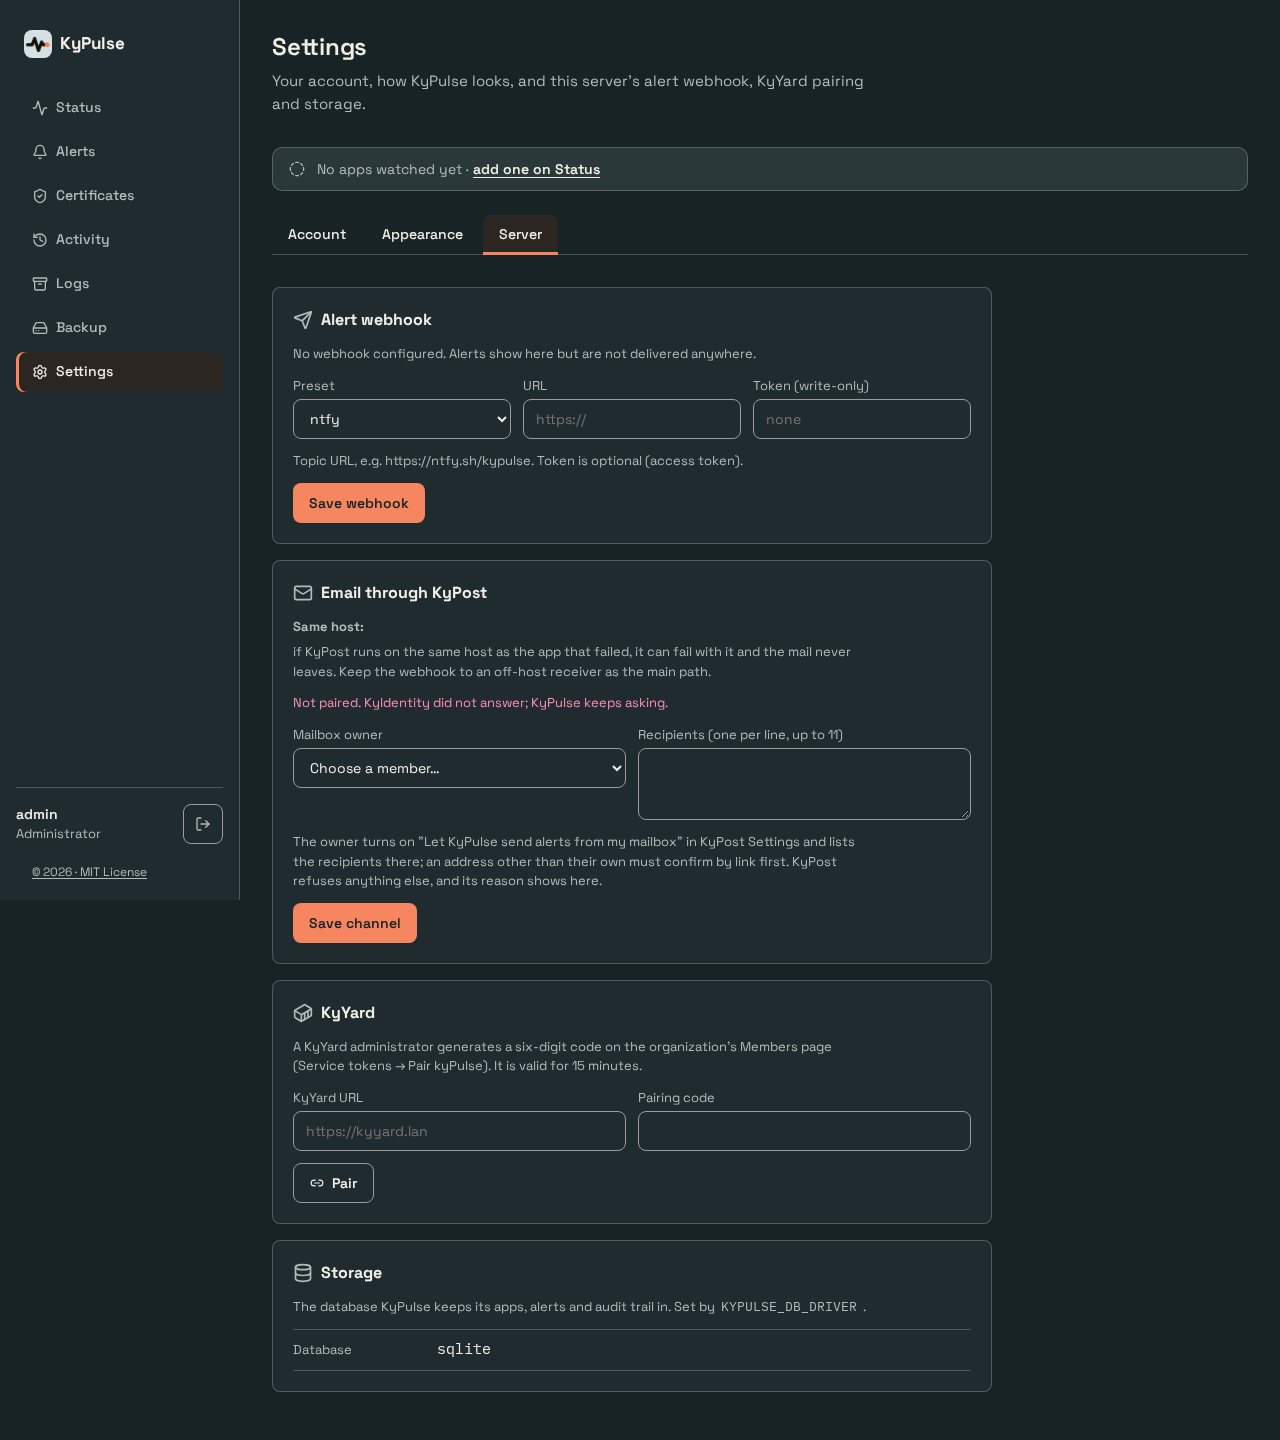 KyPulse
Status
Alerts
Certificates
Activity
Logs
Backup
Settings
admin
Administrator
© 2026 · MIT License
Settings
Your account, how KyPulse looks, and this server's alert webhook, KyYard pairing
and storage.
No apps watched yet · add one on Status
Account Appearance Server
Alert webhook
No webhook configured. Alerts show here but are not delivered anywhere.
Preset URL Token (write-only)
ntfy https:// none
Topic URL, e.g. https://ntfy.sh/kypulse. Token is optional (access token).
Save webhook
Email through KyPost
Same host:
if KyPost runs on the same host as the app that failed, it can fail with it and the mail never
leaves. Keep the webhook to an off-host receiver as the main path.
Not paired. KyIdentity did not answer; KyPulse keeps asking.
Mailbox owner Recipients (one per line, up to 11)
Choose a member...
The owner turns on "Let KyPulse send alerts from my mailbox" in KyPost Settings and lists
the recipients there; an address other than their own must confirm by link first. KyPost
refuses anything else, and its reason shows here.
Save channel
KyYard
A KyYard administrator generates a six-digit code on the organization's Members page
(Service tokens → Pair kyPulse). It is valid for 15 minutes.
KyYard URL Pairing code
https://kyyard.lan
Pair
Storage
The database KyPulse keeps its apps, alerts and audit trail in. Set by KYPULSE_DB_DRIVER .
Database sqlite